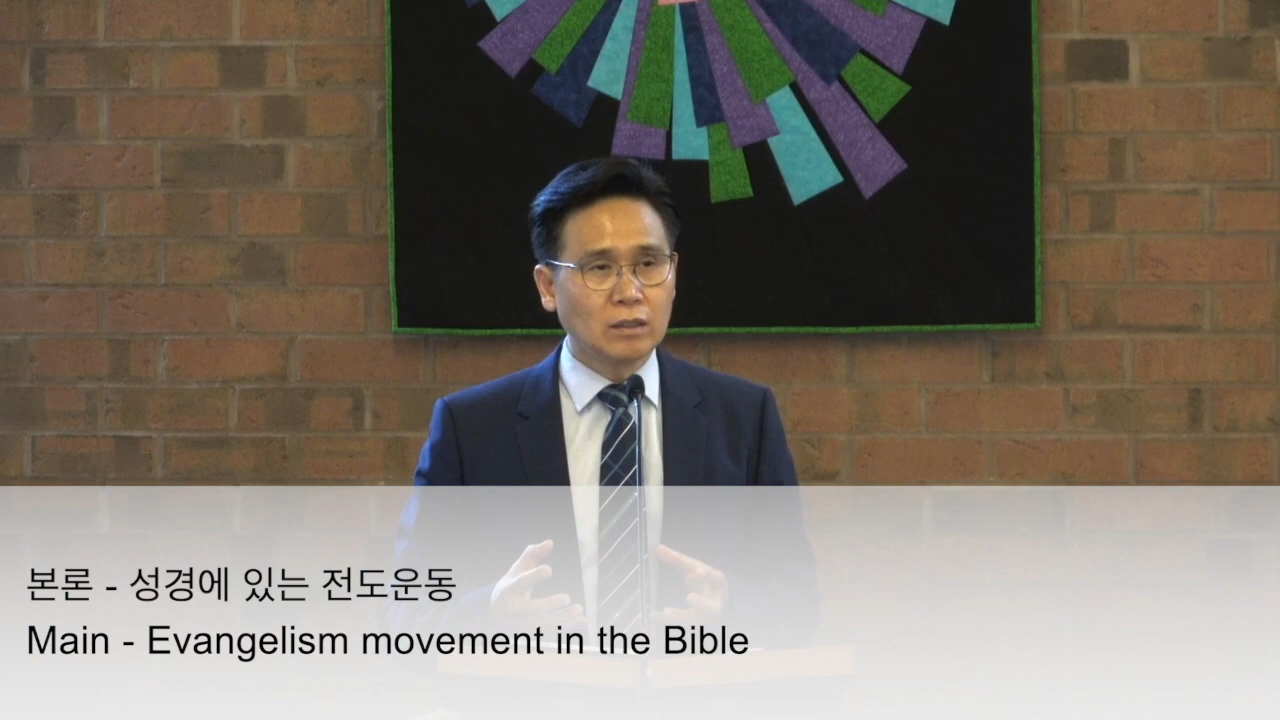 본론 - 성경에 있는 전도운동
Main - Evangelism movement in the Bible